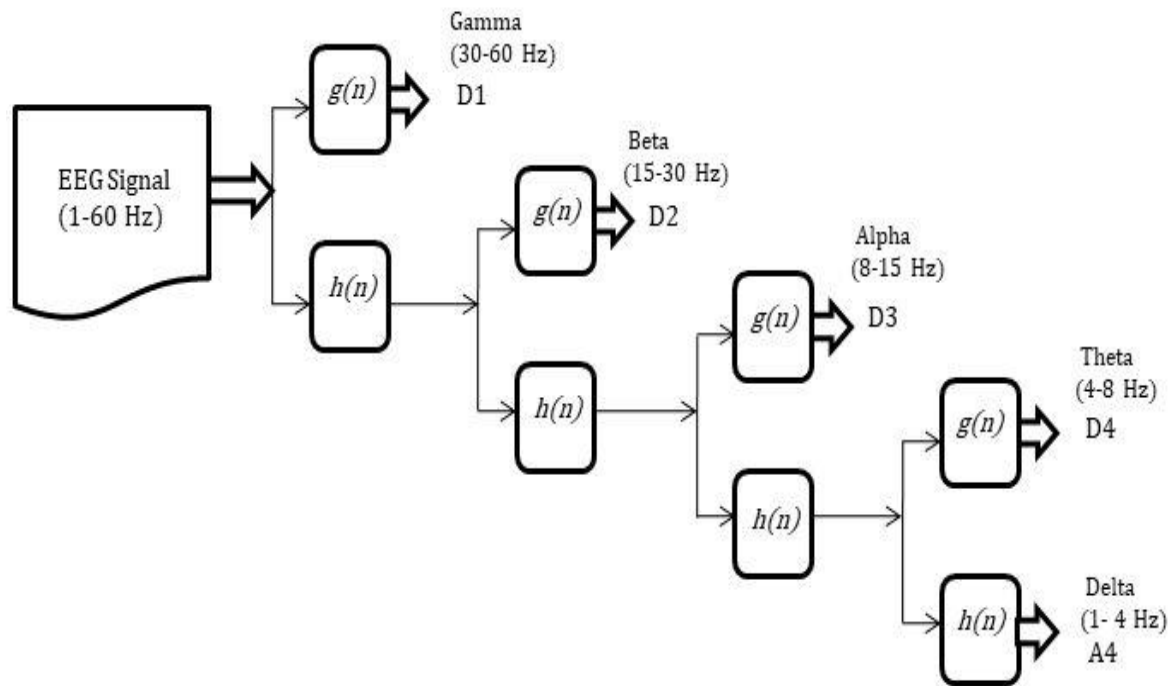 Gamma
(30-60 Hz)
g(n)
D1
EEG Signal
(1-60 Hz)
Beta
(15-30 Hz)
g(n)
D2
h(n)
Alpha
(8-15 Hz)
g(n)
D3
h(n)
Theta
(4-8 Hz)
g(n)
D4
h(n)
Delta
(1- 4 Hz)
h(n)
A4